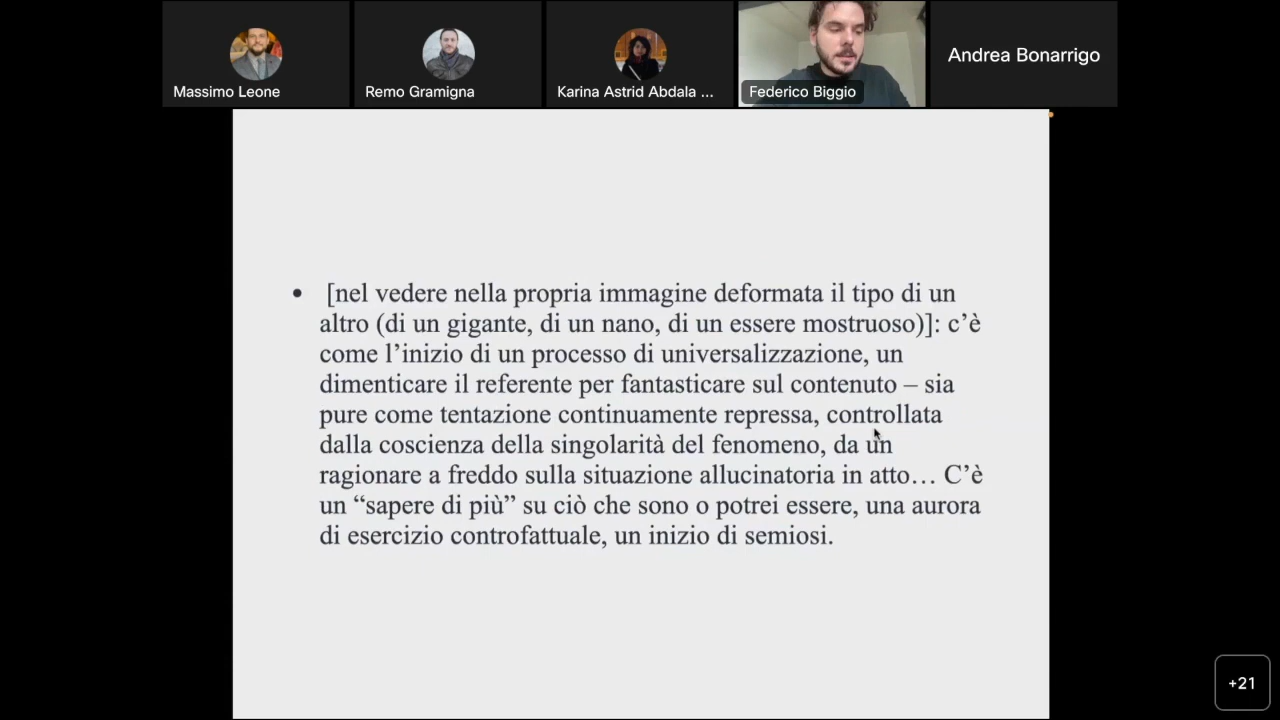 Massimo Leone
Remo Gramigna
Karina Astrid Abdala ...
Federico Biggio
Andrea Bonarrigo
• [nel vedere nella propria immagine deformata il tipo di un
altro (di un gigante, di un nano, di un essere mostruoso)]: c’è
come l’inizio di un processo di universalizzazione, un
dimenticare il referente per fantasticare sul contenuto – sia
pure come tentazione continuamente repressa, controllata
dalla coscienza della singolarità del fenomeno, da un
ragionare a freddo sulla situazione allucinatoria in atto… C’è
un “sapere di più” su ciò che sono o potrei essere, una aurora
di esercizio controfattuale, un inizio di semiosi.
+21